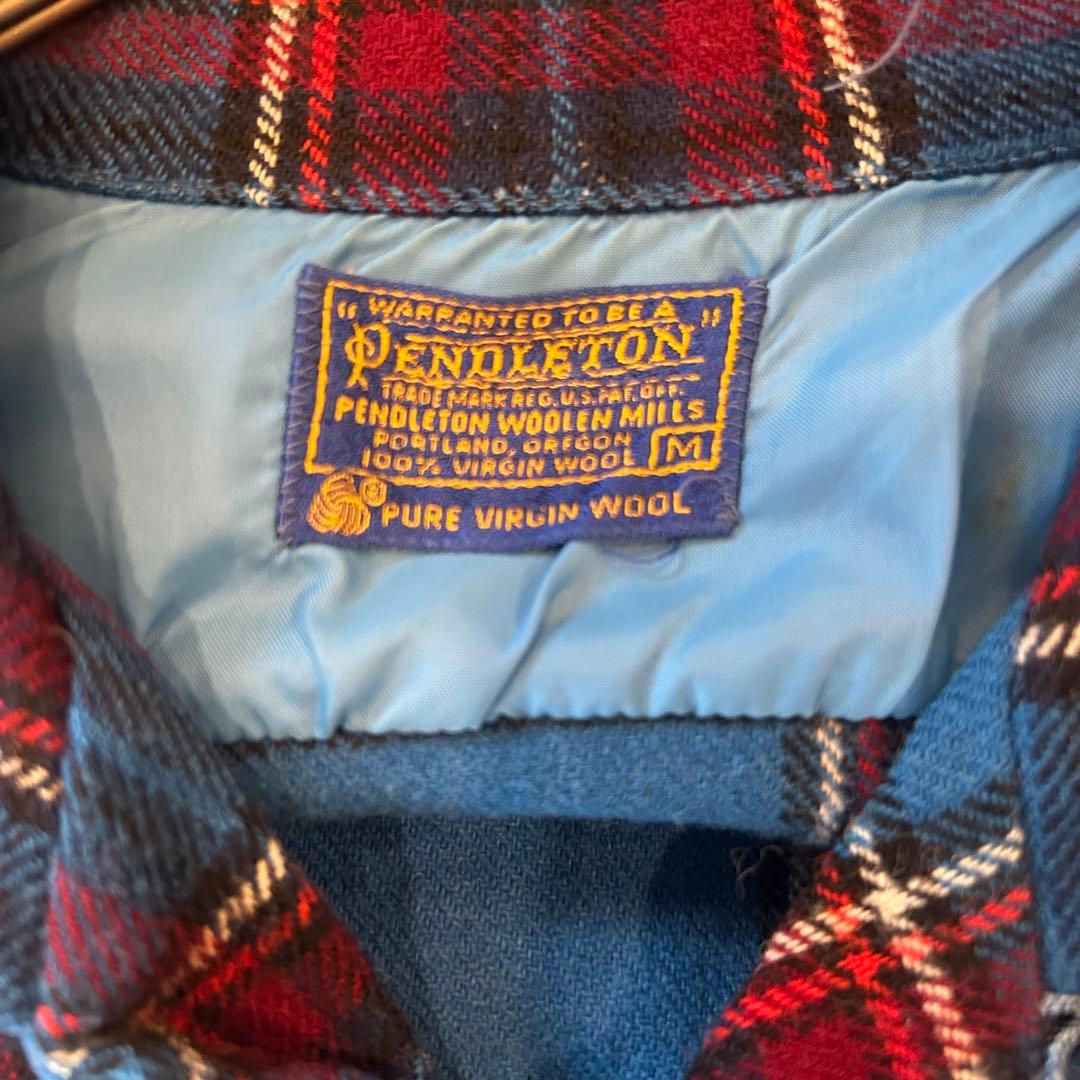 "WARRANTED TO BE A
PENDLETON"
TRADE MARK REG. U.S. PAT. OFF.
PENDLETON WOOLEN MILLS
PORTLAND, OREGON
100% VIRGIN WOOL M
PURE VIRGIN WOOL